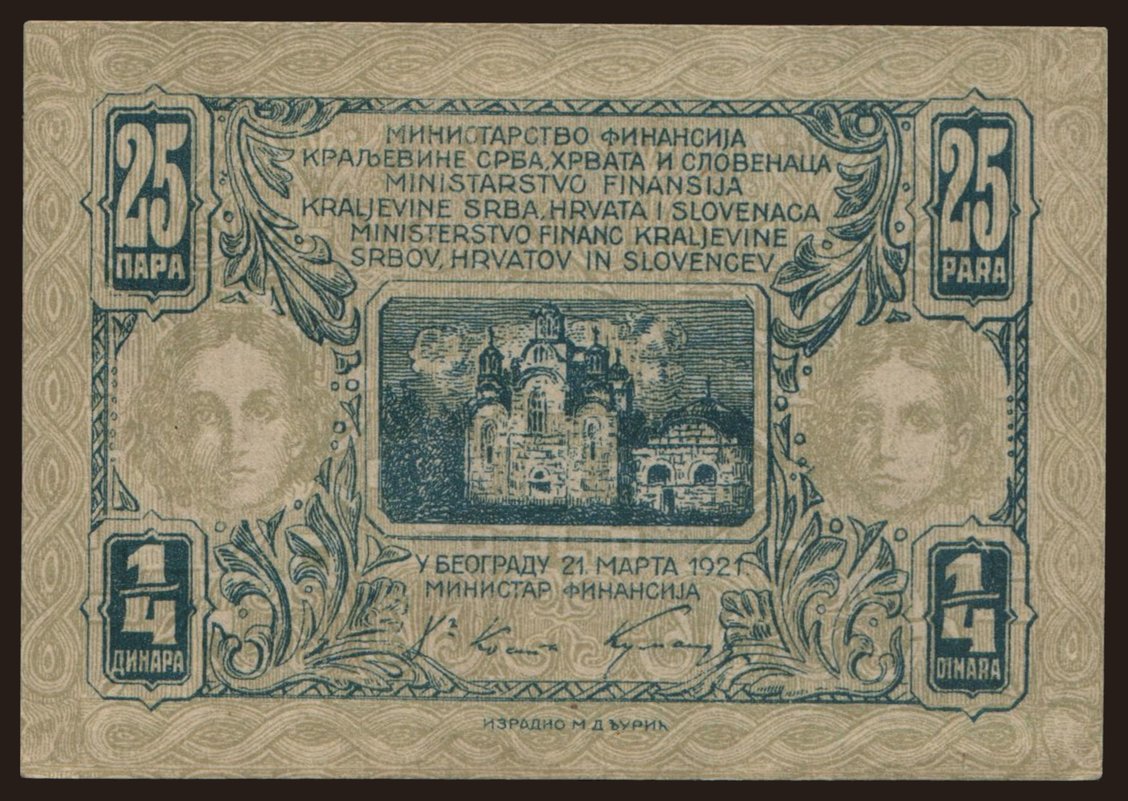 25
ПАРА
МИНИСТАРСТВО ФИНАНСИЈА
КРАЉЕВИНЕ СРБА, ХРВАТА И СЛОВЕНАЦА
MINISTARSTVO FINANSIJA
KRALJEVINE SRBA, HRVATA I SLOVENACA
MINISTERSTVO FINANC KRALJEVINE
SRBOV, HRVATOV IN SLOVENCEV
25
PARA
У БЕОГРАДУ 21. МАРТА 1921
МИНИСТАР ФИНАНСИЈА
1/4
ДИНАРА
1/4
DINARA
ИЗРАДИО М Д ЂУРИЋ